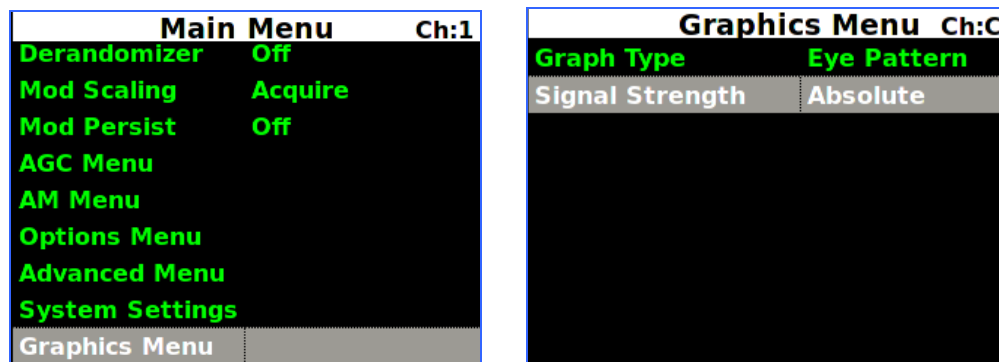 Main Menu Ch:1
Derandomizer Off
Mod Scaling Acquire
Mod Persist Off
AGC Menu
AM Menu
Options Menu
Advanced Menu
System Settings
Graphics Menu
Graphics Menu Ch:C
Graph Type Eye Pattern
Signal Strength Absolute